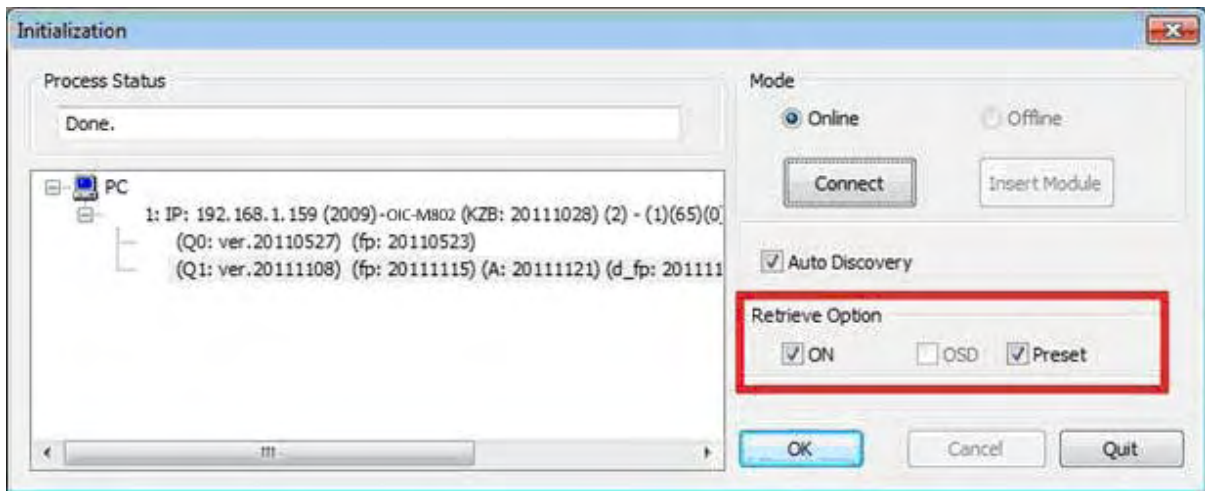 Initialization
Process Status
Done.
PC
1: IP: 192.168.1.159 (2009)-OIC-M802 (KZB: 20111028) (2) - (1)(65)(0)
(Q0: ver.20110527) (fp: 20110523)
(Q1: ver.20111108) (fp: 20111115) (A: 20111121) (d_fp: 201111
Mode
Online Offline
Connect Insert Module
Auto Discovery
Retrieve Option
ON OSD Preset
OK Cancel Quit